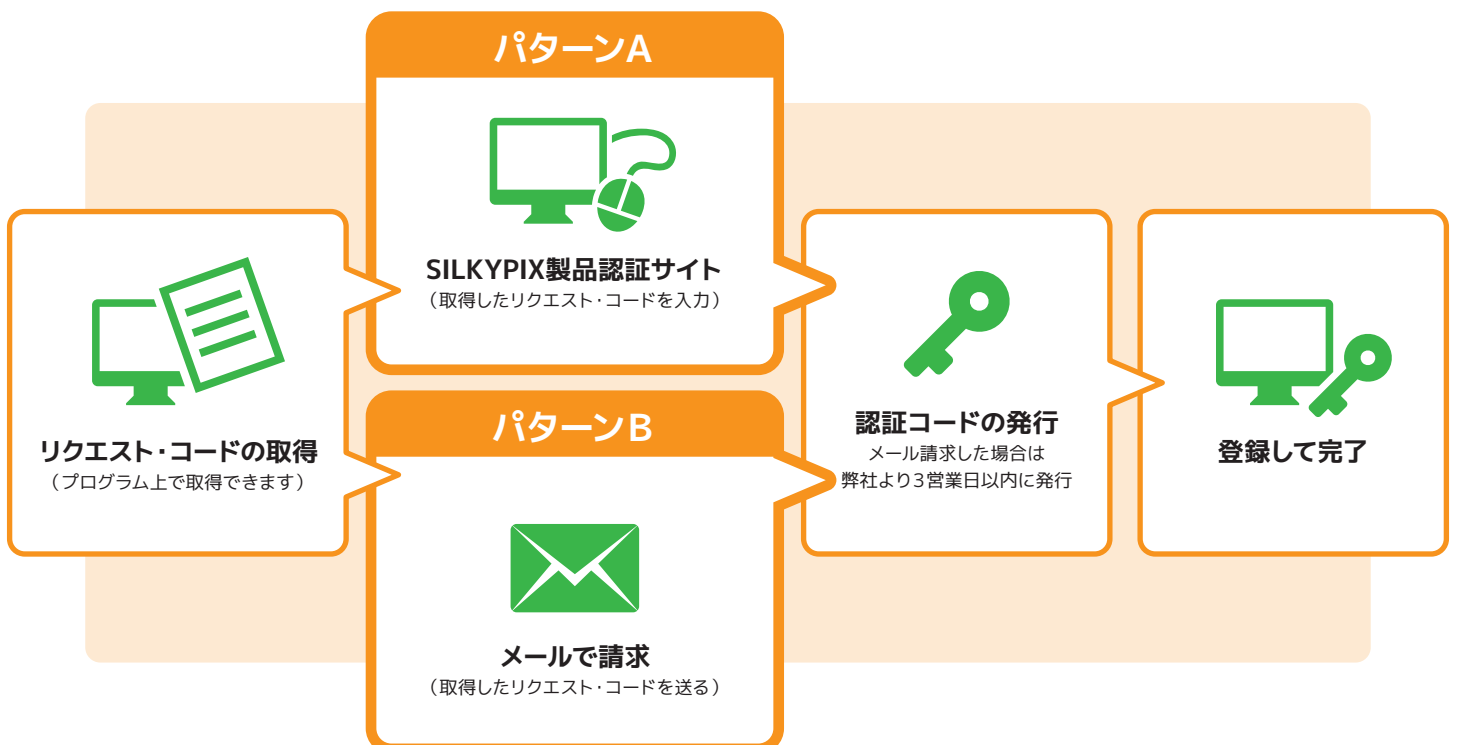 リクエスト・コードの取得
（プログラム上で取得できます）
パターンA
SILKYPIX製品認証サイト
（取得したリクエスト・コードを入力）
パターンB
メールで請求
（取得したリクエスト・コードを送る）
認証コードの発行
メール請求した場合は
弊社より3営業日以内に発行
登録して完了